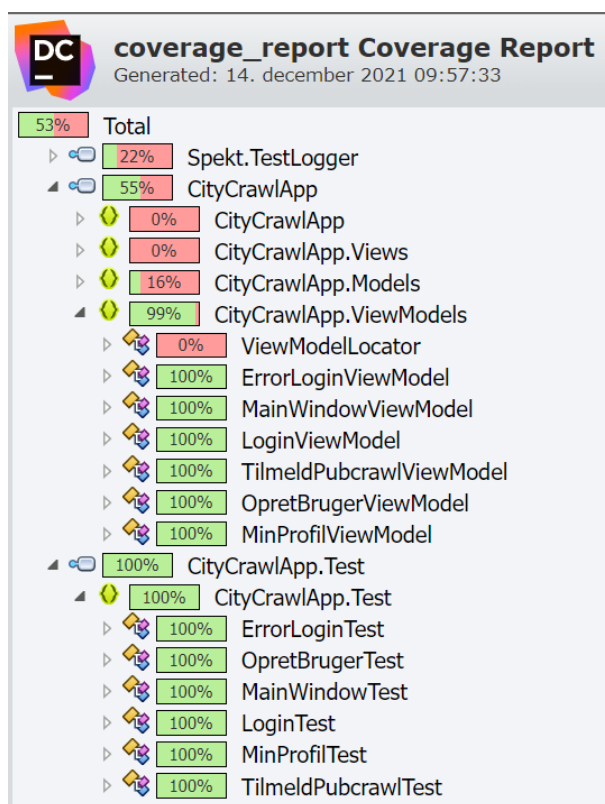 DC
coverage_report Coverage Report
Generated: 14. december 2021 09:57:33
53% Total
22% Spekt.TestLogger
55% CityCrawlApp
0% CityCrawlApp
0% CityCrawlApp.Views
16% CityCrawlApp.Models
99% CityCrawlApp.ViewModels
0% ViewModelLocator
100% ErrorLoginViewModel
100% MainWindowViewModel
100% LoginViewModel
100% TilmeldPubcrawlViewModel
100% OpretBrugerViewModel
100% MinProfilViewModel
100% CityCrawlApp.Test
100% CityCrawlApp.Test
100% ErrorLoginTest
100% OpretBrugerTest
100% MainWindowTest
100% LoginTest
100% MinProfilTest
100% TilmeldPubcrawlTest